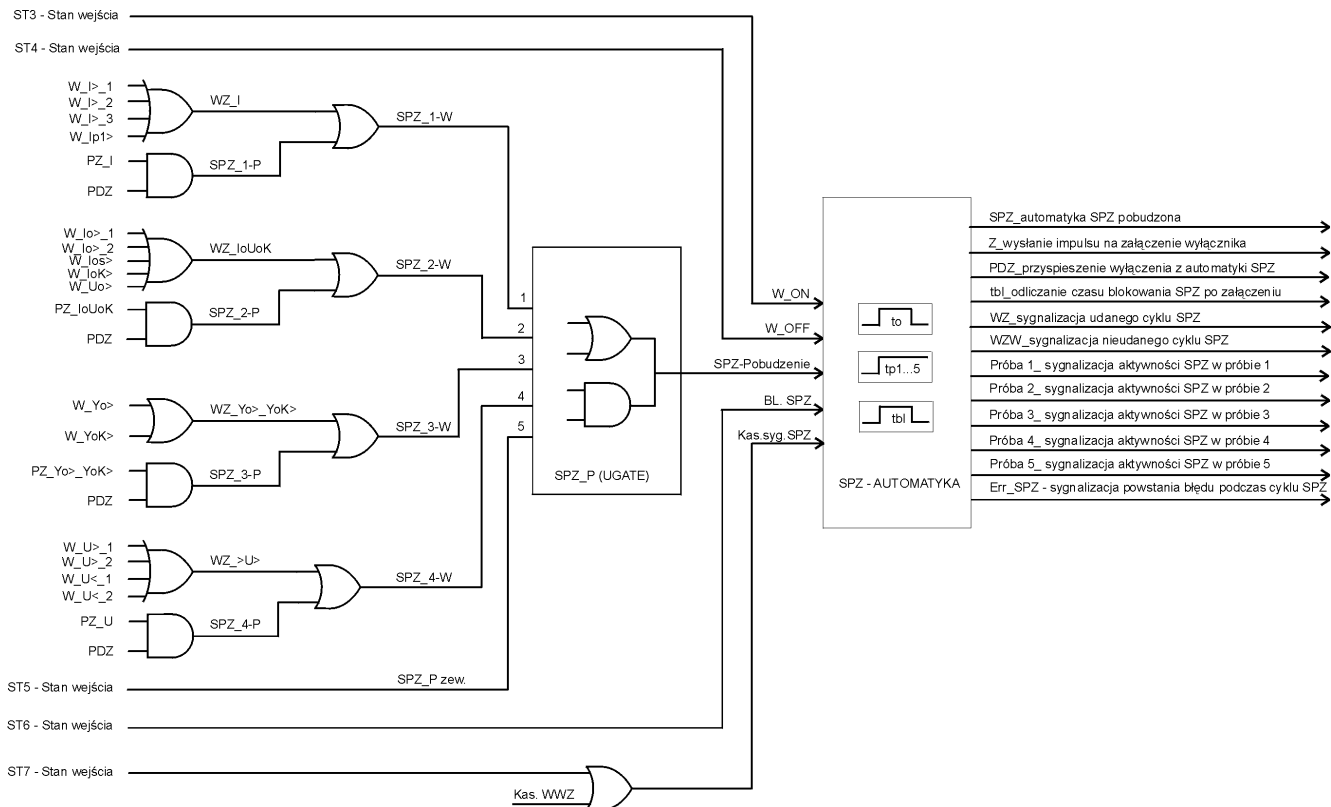 ST3 - Stan wejścia
ST4 - Stan wejścia
W_I>_1
W_I>_2
W_I>_3
W_Ip1>
WZ_I
PZ_I
PDZ
SPZ_1-P
SPZ_1-W
W_Io>_1
W_Io>_2
W_Ios>
W_IoK>
W_Uo>
WZ_IoUoK
PZ_IoUoK
PDZ
SPZ_2-P
SPZ_2-W
W_Yo>
W_YoK>
WZ_Yo>_YoK>
PZ_Yo>_YoK>
PDZ
SPZ_3-P
SPZ_3-W
W_U>_1
W_U>_2
W_U<_1
W_U<_2
WZ_>U>
PZ_U
PDZ
SPZ_4-P
SPZ_4-W
ST5 - Stan wejścia
SPZ_P zew.
ST6 - Stan wejścia
ST7 - Stan wejścia
Kas. WWZ
1
2
3
4
5
SPZ_P (UGATE)
W_ON
W_OFF
SPZ-Pobudzenie
BL. SPZ
Kas.syg.SPZ
to
tp1...5
tbl
SPZ - AUTOMATYKA
SPZ_automatyka SPZ pobudzona
Z_wysłanie impulsu na załączenie wyłącznika
PDZ_przyspieszenie wyłączenia z automatyki SPZ
tbl_odliczanie czasu blokowania SPZ po załączeniu
WZ_sygnalizacja udanego cyklu SPZ
WZW_sygnalizacja nieudanego cyklu SPZ
Próba 1_ sygnalizacja aktywności SPZ w próbie 1
Próba 2_ sygnalizacja aktywności SPZ w próbie 2
Próba 3_ sygnalizacja aktywności SPZ w próbie 3
Próba 4_ sygnalizacja aktywności SPZ w próbie 4
Próba 5_ sygnalizacja aktywności SPZ w próbie 5
Err_SPZ - sygnalizacja powstania błędu podczas cyklu SPZ